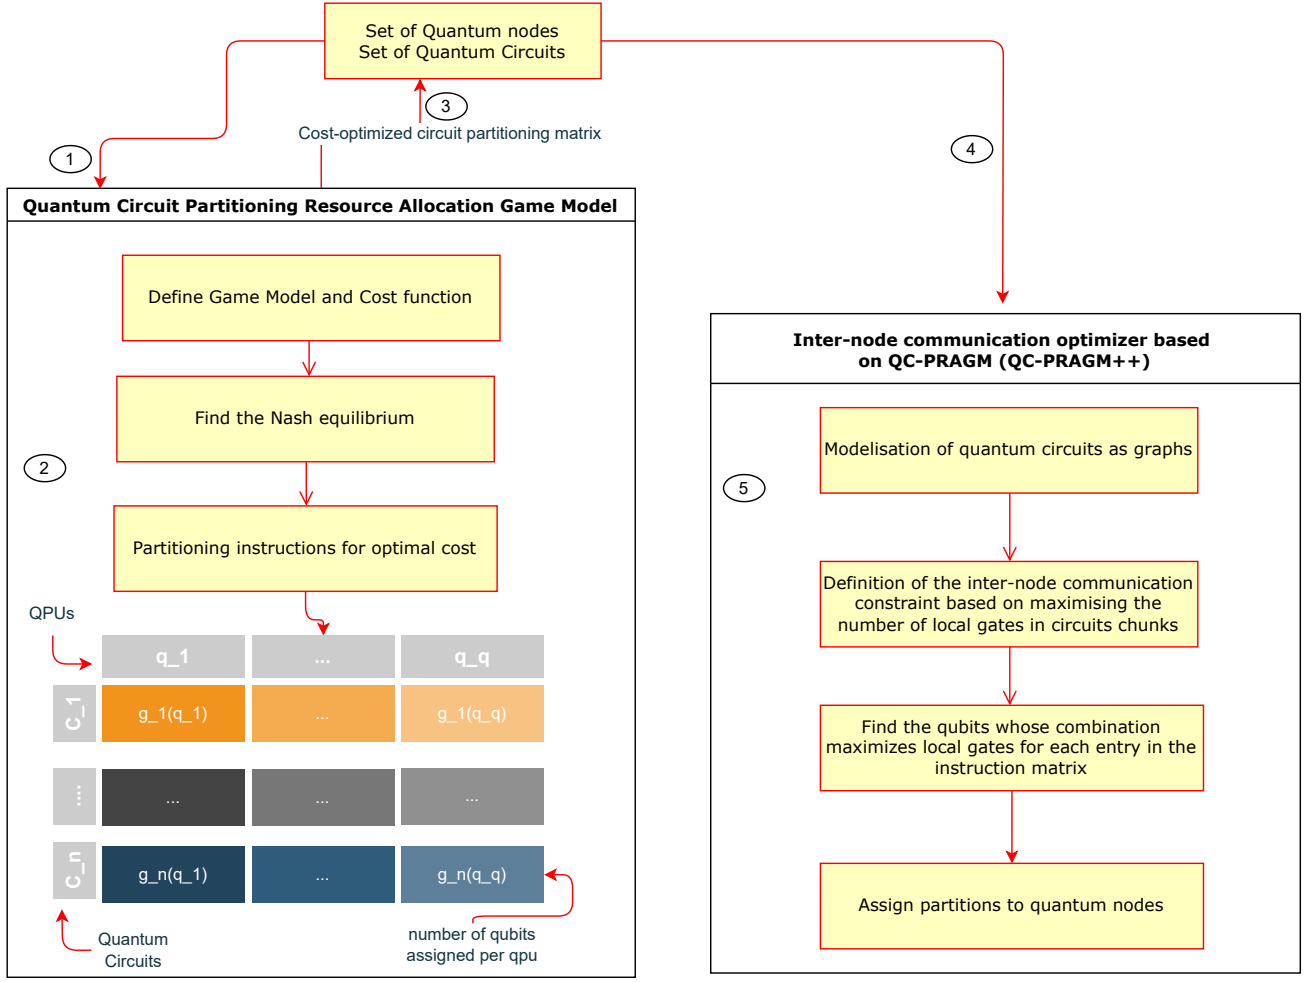 Set of Quantum nodes
Set of Quantum Circuits
3
Cost-optimized circuit partitioning matrix
1
4
Quantum Circuit Partitioning Resource Allocation Game Model
Define Game Model and Cost function
Find the Nash equilibrium
2
Partitioning instructions for optimal cost
QPUs
q_1
...
q_q
C_1
g_1(q_1)
...
g_1(q_q)
....
...
...
...
C_n
g_n(q_1)
...
g_n(q_q)
Quantum
Circuits
number of qubits
assigned per qpu
Inter-node communication optimizer based
on QC-PRAGM (QC-PRAGM++)
Modelisation of quantum circuits as graphs
5
Definition of the inter-node communication
constraint based on maximising the
number of local gates in circuits chunks
Find the qubits whose combination
maximizes local gates for each entry in the
instruction matrix
Assign partitions to quantum nodes